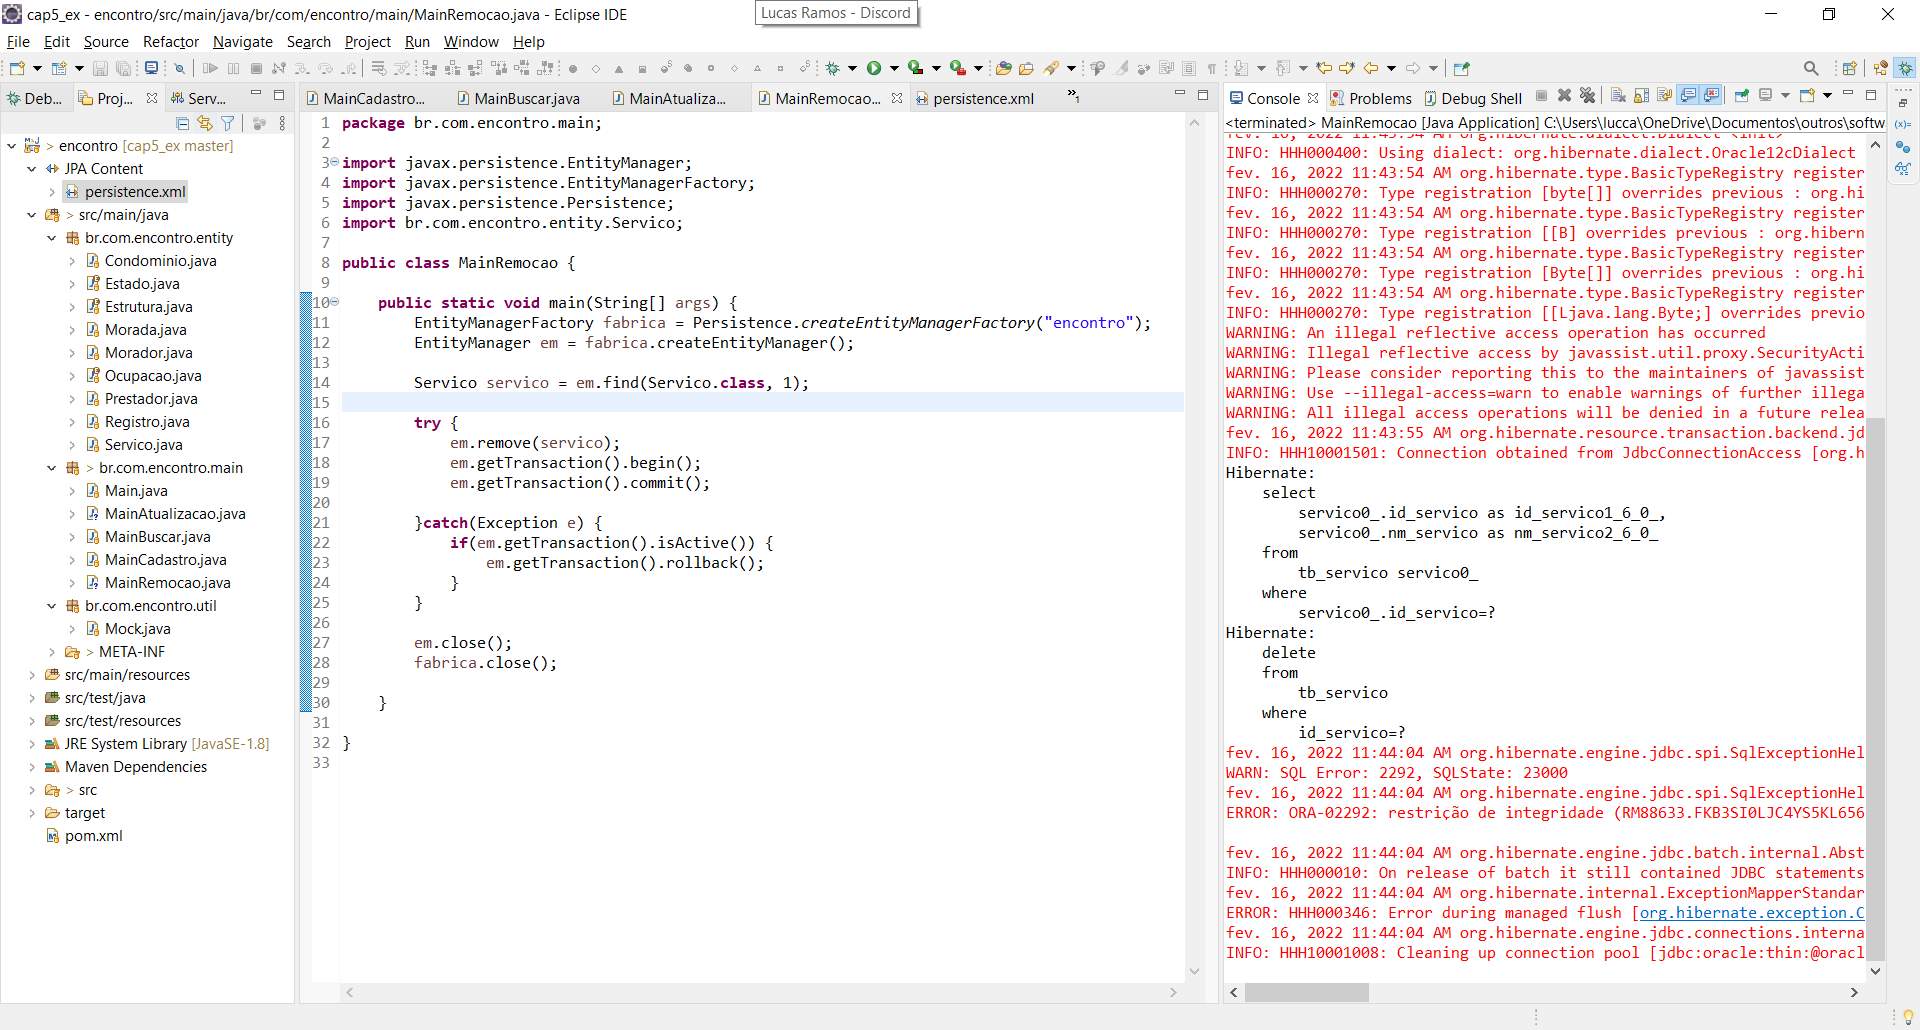 cap5_ex - encontro/src/main/java/br/com/encontro/main/MainRemocao.java - Eclipse IDE
Lucas Ramos - Discord
File Edit Source Refactor Navigate Search Project Run Window Help
Deb... Proj... Serv...
> encontro [cap5_ex master]
JPA Content
persistence.xml
> src/main/java
br.com.encontro.entity
Condominio.java
Estado.java
Estrutura.java
Morada.java
Morador.java
Ocupacao.java
Prestador.java
Registro.java
Servico.java
> br.com.encontro.main
Main.java
MainAtualizacao.java
MainBuscar.java
MainCadastro.java
MainRemocao.java
br.com.encontro.util
Mock.java
> META-INF
src/main/resources
src/test/java
src/test/resources
JRE System Library [JavaSE-1.8]
Maven Dependencies
> src
target
pom.xml
MainCadastro... MainBuscar.java MainAtualiza... MainRemocao... persistence.xml »1
1 package br.com.encontro.main;
2
3 import javax.persistence.EntityManager;
4 import javax.persistence.EntityManagerFactory;
5 import javax.persistence.Persistence;
6 import br.com.encontro.entity.Servico;
7
8 public class MainRemocao {
9
10 public static void main(String[] args) {
11 EntityManagerFactory fabrica = Persistence.createEntityManagerFactory("encontro");
12 EntityManager em = fabrica.createEntityManager();
13
14 Servico servico = em.find(Servico.class, 1);
15
16 try {
17 em.remove(servico);
18 em.getTransaction().begin();
19 em.getTransaction().commit();
20
21 }catch(Exception e) {
22 if(em.getTransaction().isActive()) {
23 em.getTransaction().rollback();
24 }
25 }
26
27 em.close();
28 fabrica.close();
29
30 }
31
32 }
33
Console Problems Debug Shell
<terminated> MainRemocao [Java Application] C:\Users\lucca\OneDrive\Documentos\outros\softw
fev. 16, 2022 11:43:54 AM org.hibernate.dialect.Dialect <init>
INFO: HHH000400: Using dialect: org.hibernate.dialect.Oracle12cDialect
fev. 16, 2022 11:43:54 AM org.hibernate.type.BasicTypeRegistry register
INFO: HHH000270: Type registration [byte[]] overrides previous : org.hi
fev. 16, 2022 11:43:54 AM org.hibernate.type.BasicTypeRegistry register
INFO: HHH000270: Type registration [[B] overrides previous : org.hibern
fev. 16, 2022 11:43:54 AM org.hibernate.type.BasicTypeRegistry register
INFO: HHH000270: Type registration [Byte[]] overrides previous : org.hi
fev. 16, 2022 11:43:54 AM org.hibernate.type.BasicTypeRegistry register
INFO: HHH000270: Type registration [[Ljava.lang.Byte;] overrides previo
WARNING: An illegal reflective access operation has occurred
WARNING: Illegal reflective access by javassist.util.proxy.SecurityActi
WARNING: Please consider reporting this to the maintainers of javassist
WARNING: Use --illegal-access=warn to enable warnings of further illega
WARNING: All illegal access operations will be denied in a future relea
fev. 16, 2022 11:43:55 AM org.hibernate.resource.transaction.backend.jd
INFO: HHH10001501: Connection obtained from JdbcConnectionAccess [org.h
Hibernate:
select
servico0_.id_servico as id_servico1_6_0_,
servico0_.nm_servico as nm_servico2_6_0_
from
tb_servico servico0_
where
servico0_.id_servico=?
Hibernate:
delete
from
tb_servico
where
id_servico=?
fev. 16, 2022 11:44:04 AM org.hibernate.engine.jdbc.spi.SqlExceptionHel
WARN: SQL Error: 2292, SQLState: 23000
fev. 16, 2022 11:44:04 AM org.hibernate.engine.jdbc.spi.SqlExceptionHel
ERROR: ORA-02292: restrição de integridade (RM88633.FKB3SI0LJC4YS5KL656
fev. 16, 2022 11:44:04 AM org.hibernate.engine.jdbc.batch.internal.Abst
INFO: HHH000010: On release of batch it still contained JDBC statements
fev. 16, 2022 11:44:04 AM org.hibernate.internal.ExceptionMapperStandar
ERROR: HHH000346: Error during managed flush [org.hibernate.exception.C
fev. 16, 2022 11:44:04 AM org.hibernate.engine.jdbc.connections.interna
INFO: HHH10001008: Cleaning up connection pool [jdbc:oracle:thin:@oracl